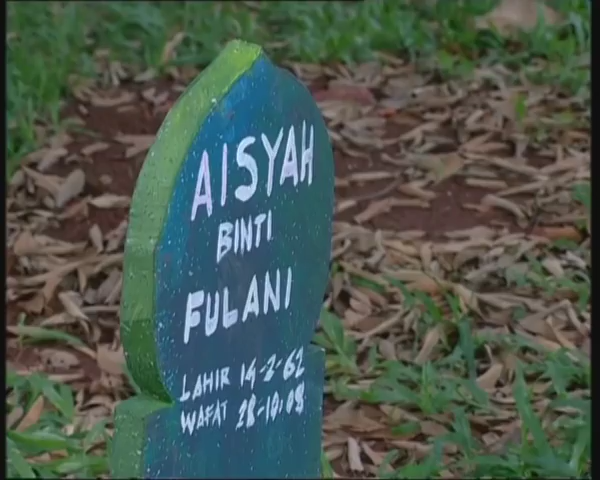 AISYAH
BINTI
FULANI
LAHIR 14-2-62
WAFAT 28-10.08